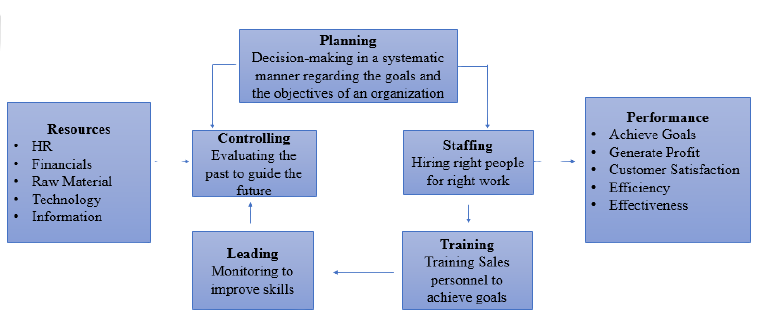 Planning
Decision-making in a systematic
manner regarding the goals and
the objectives of an organization
Resources
• HR
• Financials
• Raw Material
• Technology
• Information
Controlling
Evaluating the
past to guide the
future
Staffing
Hiring right people
for right work
Performance
• Achieve Goals
• Generate Profit
• Customer Satisfaction
• Efficiency
• Effectiveness
Leading
Monitoring to
improve skills
Training
Training Sales
personnel to
achieve goals